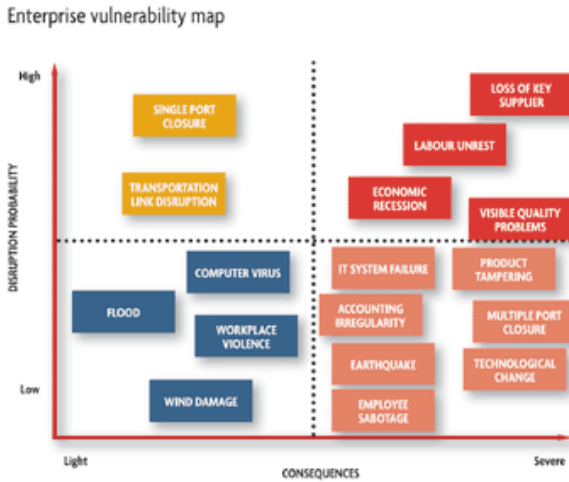 Enterprise vulnerability map
High
LOSS OF KEY
SUPPLIER
SINGLE PORT
CLOSURE
LABOUR UNREST
TRANSPORTATION
LINK DISRUPTION
ECONOMIC
RECESSION
VISIBLE QUALITY
PROBLEMS
DISRUPTION PROBABILITY
COMPUTER VIRUS
IT SYSTEM FAILURE
PRODUCT
TAMPERING
FLOOD
ACCOUNTING
IRREGULARITY
WORKPLACE
VIOLENCE
MULTIPLE PORT
CLOSURE
EARTHQUAKE
TECHNOLOGICAL
CHANGE
Low
WIND DAMAGE
EMPLOYEE
SABOTAGE
Light
Severe
CONSEQUENCES